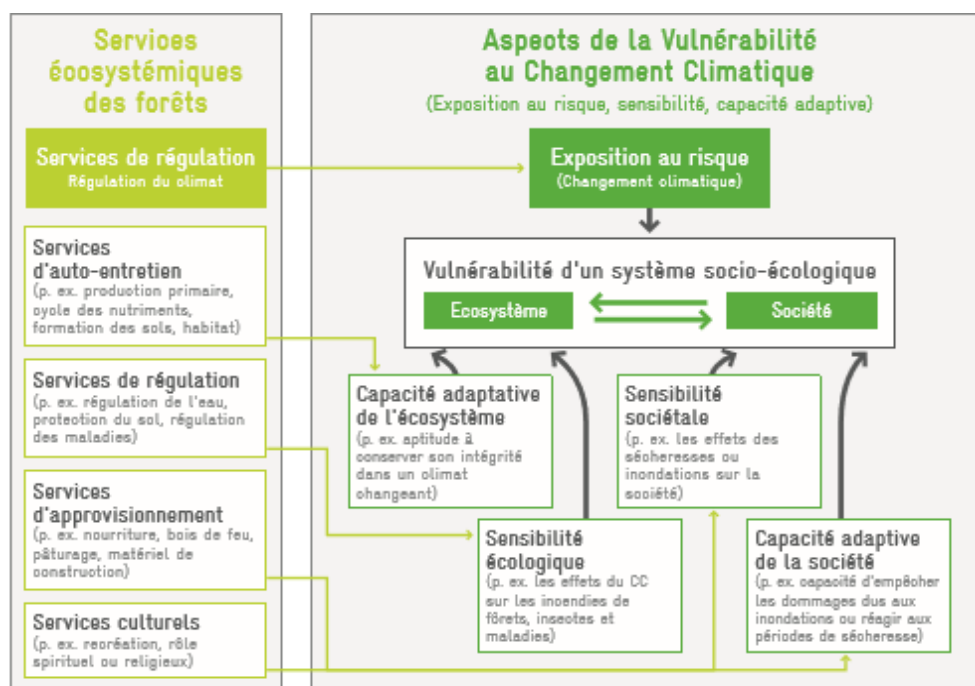 Services
écosystémiques
des forêts
Services de régulation
Régulation du climat
Services
d'auto-entretien
(p. ex. production primaire,
cycle des nutriments,
formation des sols, habitat)
Services de régulation
(p. ex. régulation de l'eau,
protection du sol, régulation
des maladies)
Services
d'approvisionnement
(p. ex. nourriture, bois de feu,
pâturage, matériel de
construction)
Services culturels
(p. ex. recréation, rôle
spirituel ou religieux)
Aspects de la Vulnérabilité
au Changement Climatique
(Exposition au risque, sensibilité, capacité adaptive)
Exposition au risque
(Changement climatique)
Vulnérabilité d'un système socio-écologique
Ecosystème
Société
Capacité adaptative
de l'écosystème
(p. ex. aptitude à
conserver son intégrité
dans un climat
changeant)
Sensibilité
sociétale
(p. ex. les effets des
sécheresses ou
inondations sur la
société)
Sensibilité
écologique
(p. ex. les effets du CC
sur les incendies de
fôrets, insectes et
maladies)
Capacité adaptive
de la société
(p. ex. capacité d'empêcher
les dommages dus aux
inondations ou réagir aux
périodes de sécheresse)